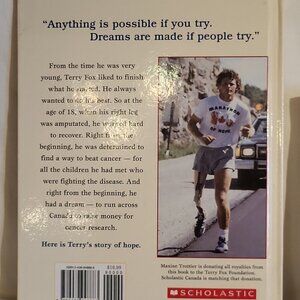 "Anything is possible if you try.
Dreams are made if people try."
From the time he was very
young, Terry Fox liked to finish
what he started. He always
wanted to do his best. So at the
age of 18, when his right leg
was amputated, he worked hard
to recover. Right from the
beginning, he was determined to
find a way to beat cancer — for
all the children he had met who
were fighting the disease. And
right from the beginning, he
had a dream — to run across
Canada to raise money for
cancer research.
Here is Terry's story of hope.
MARATHON
OF HOPE
Maxine Trottier is donating all royalties from
this book to the Terry Fox Foundation.
Scholastic Canada is matching that donation.
SCHOLASTIC